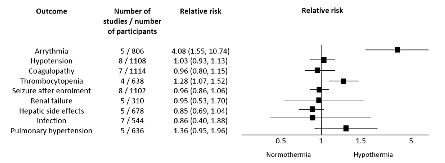 Outcome Number of studies / number of participants Relative risk Relative risk
Arrythmia 5 / 806 4.08 (1.55, 10.74)
Hypotension 8 / 1108 1.03 (0.93, 1.13)
Coagulopathy 7 / 1114 0.96 (0.80, 1.15)
Thrombocytopenia 4 / 638 1.28 (1.07, 1.52)
Seizure after enrolment 8 / 1102 0.96 (0.86, 1.06)
Renal failure 5 / 310 0.95 (0.53, 1.70)
Hepatic side effects 5 / 678 0.85 (0.69, 1.04)
Infection 7 / 544 0.86 (0.40, 1.88)
Pulmonary hypertension 5 / 636 1.36 (0.95, 1.96)
0.5 1 1.5 5
Normothermia Hypothermia